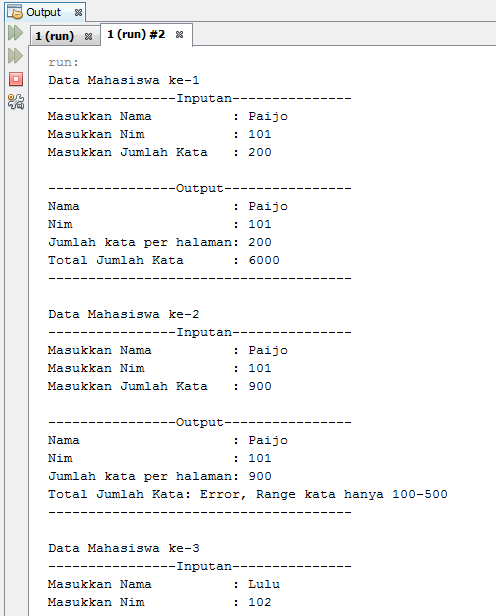 Output
1 (run)
1 (run) #2
run:
Data Mahasiswa ke-1
----------------Inputan---------------
Masukkan Nama          : Paijo
Masukkan Nim           : 101
Masukkan Jumlah Kata   : 200
----------------Output----------------
Nama                   : Paijo
Nim                    : 101
Jumlah kata per halaman: 200
Total Jumlah Kata      : 6000
--------------------------------------
Data Mahasiswa ke-2
----------------Inputan---------------
Masukkan Nama          : Paijo
Masukkan Nim           : 101
Masukkan Jumlah Kata   : 900
----------------Output----------------
Nama                   : Paijo
Nim                    : 101
Jumlah kata per halaman: 900
Total Jumlah Kata: Error, Range kata hanya 100-500
--------------------------------------
Data Mahasiswa ke-3
----------------Inputan---------------
Masukkan Nama          : Lulu
Masukkan Nim           : 102